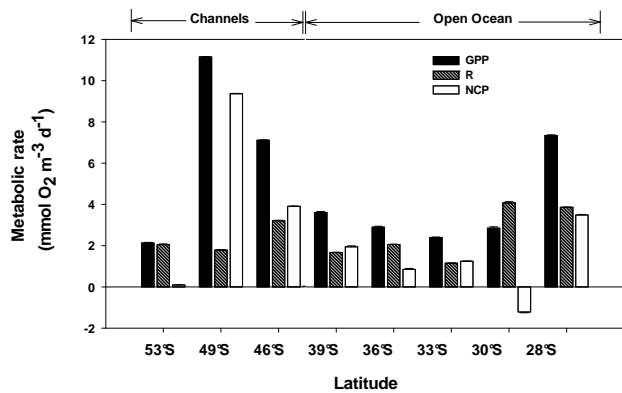 Channels Open Ocean
12
10
8
6
4
2
0
-2
Metabolic rate
(mmol O2 m-3 d-1)
GPP
R
NCP
53°S 49°S 46°S 39°S 36°S 33°S 30°S 28°S
Latitude